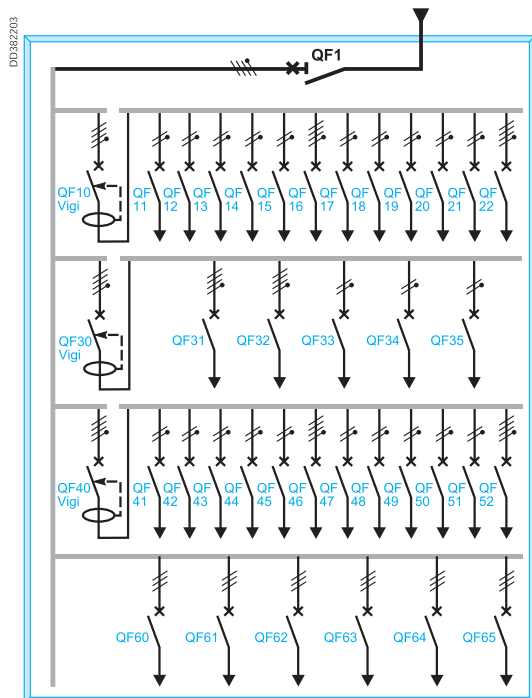 DD382203
QF1
QF10
Vigi
QF
11
QF
12
QF
13
QF
14
QF
15
QF
16
QF
17
QF
18
QF
19
QF
20
QF
21
QF
22
QF30
Vigi
QF31
QF32
QF33
QF34
QF35
QF40
Vigi
QF
41
QF
42
QF
43
QF
44
QF
45
QF
46
QF
47
QF
48
QF
49
QF
50
QF
51
QF
52
QF60
QF61
QF62
QF63
QF64
QF65